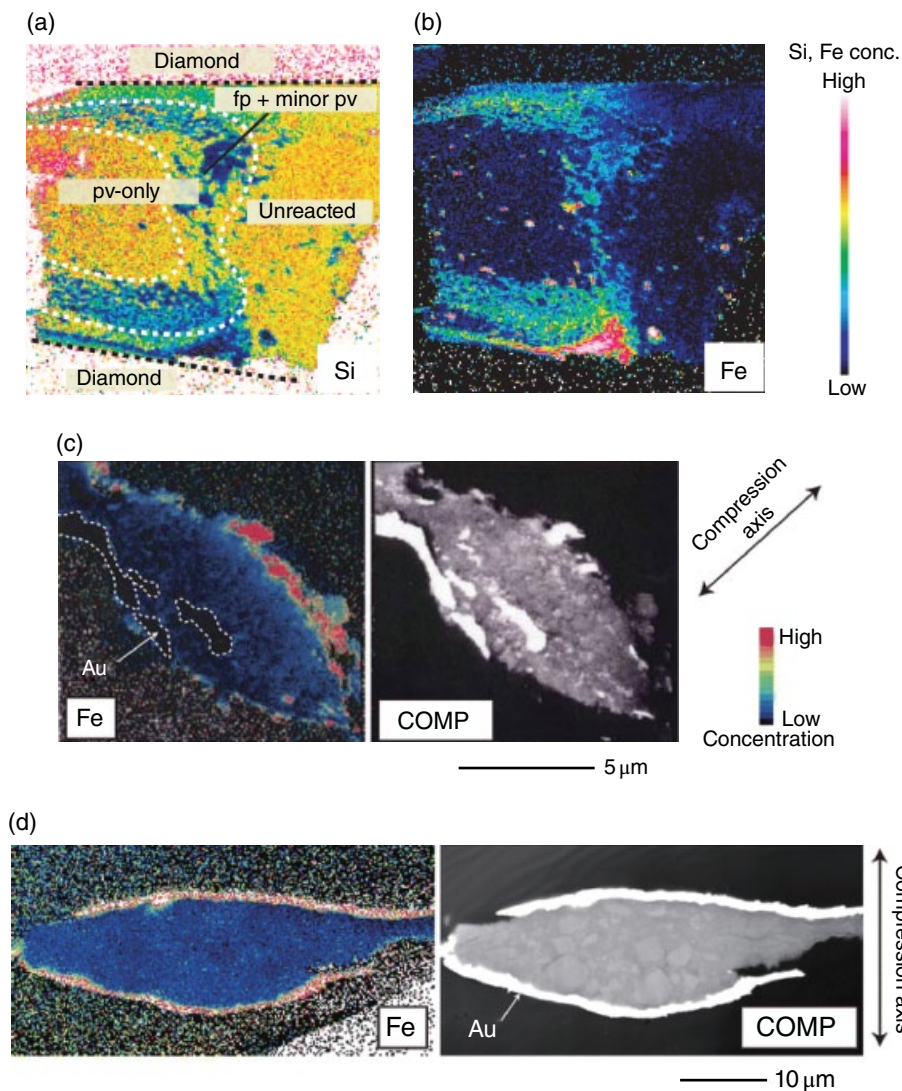 (a)
Diamond
fp + minor pv
pv-only
Unreacted
Diamond
Si
(b)
Fe
Si, Fe conc.
High
Low
(c)
Au
Fe
COMP
Compression
axis
High
Low
Concentration
5 μm
(d)
Fe
Au
COMP
Compression axis
10 μm